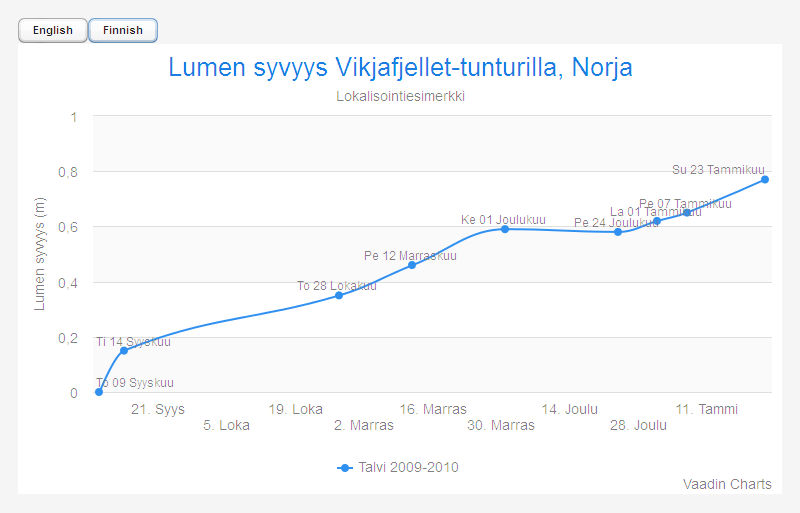 English Finnish
Lumen syvyys Vikjafjellet-tunturilla, Norja
Lokalisointiesimerkki
Lumen syvyys (m)
1
0,8
0,6
0,4
0,2
0
Su 23 Tammikuu
Pe 07 Tammikuu
La 01 Tammikuu
Pe 24 Joulukuu
Ke 01 Joulukuu
Pe 12 Marraskuu
To 28 Lokakuu
Ti 14 Syyskuu
To 09 Syyskuu
21. Syys
5. Loka
19. Loka
2. Marras
16. Marras
30. Marras
14. Joulu
28. Joulu
11. Tammi
Talvi 2009-2010
Vaadin Charts